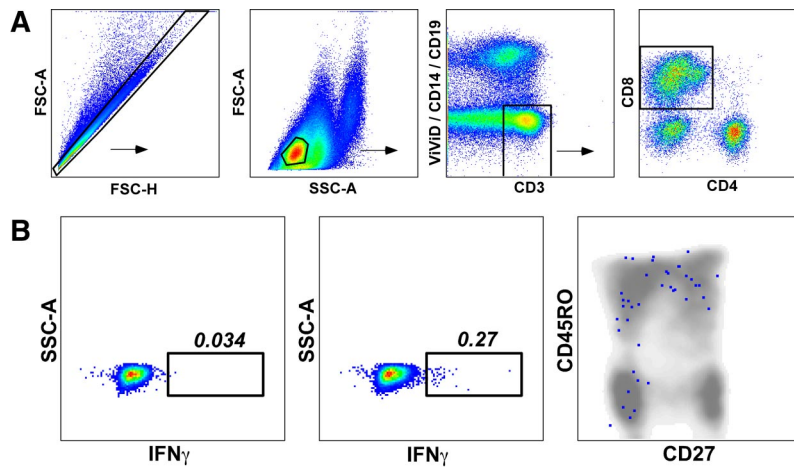 A
FSC-A
FSC-H
FSC-A
SSC-A
ViViD / CD14 / CD19
CD3
CD8
CD4
B
SSC-A
0.034
IFNγ
SSC-A
0.27
IFNγ
CD45RO
CD27